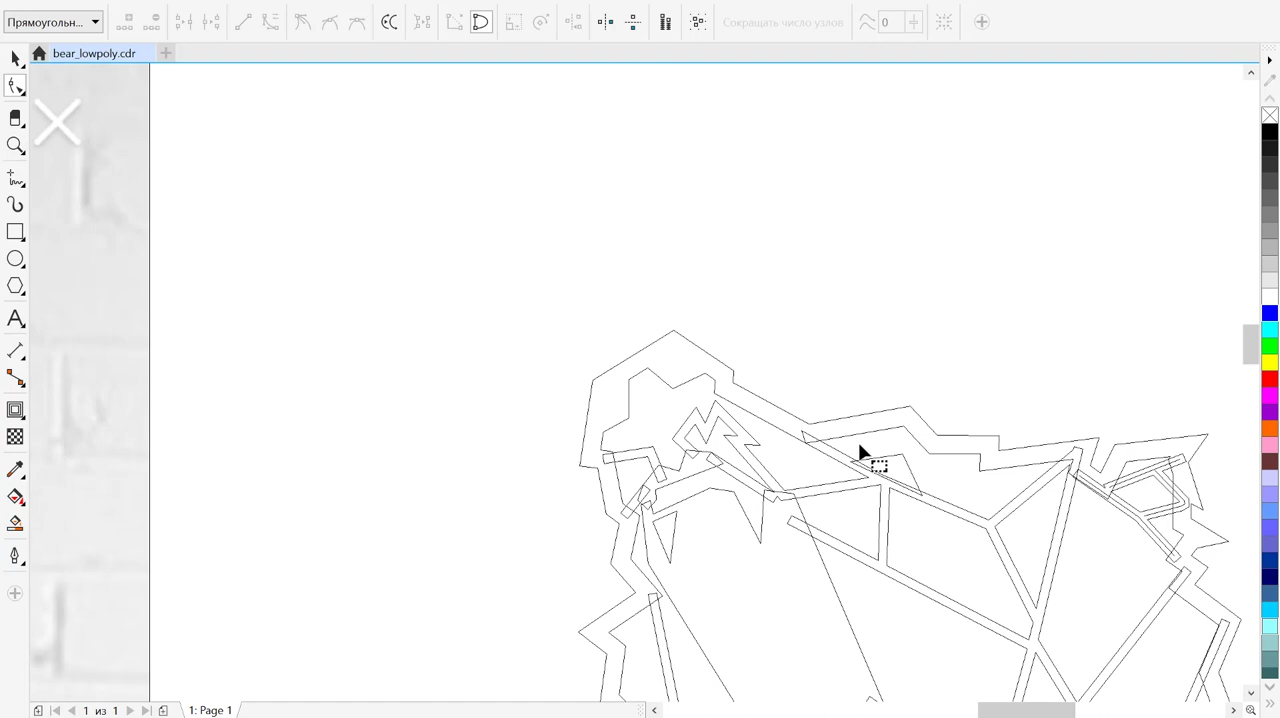 Прямоугольн...
Сокращать число узлов
0
bear_lowpoly.cdr
1 из 1
1: Page 1